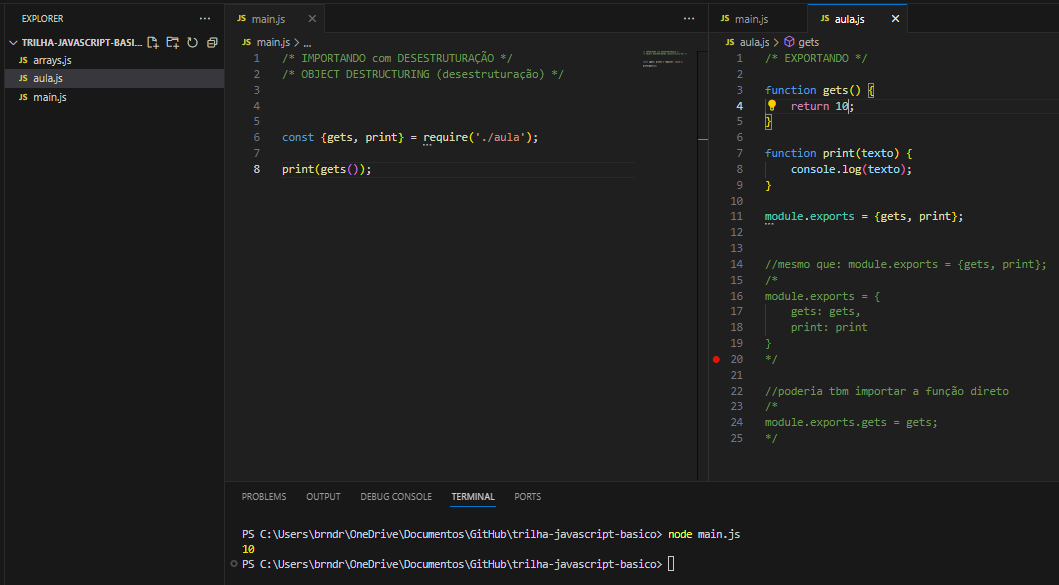 EXPLORER
TRILHA-JAVASCRIPT-BASI...
JS arrays.js
JS aula.js
JS main.js
JS main.js
JS main.js > ...
1 /* IMPORTANDO com DESESTRUTURAÇÃO */
2 /* OBJECT DESTRUCTURING (desestruturação) */
3
4
5
6 const {gets, print} = require('./aula');
7
8 print(gets());
JS main.js
JS aula.js
JS aula.js > gets
1 /* EXPORTANDO */
2
3 function gets() {
4 return 10;
5 }
6
7 function print(texto) {
8 console.log(texto);
9 }
10
11 module.exports = {gets, print};
12
13
14 //mesmo que: module.exports = {gets, print};
15 /*
16 module.exports = {
17 gets: gets,
18 print: print
19 }
20 */
21
22 //poderia tbm importar a função direto
23 /*
24 module.exports.gets = gets;
25 */
PROBLEMS OUTPUT DEBUG CONSOLE TERMINAL PORTS
PS C:\Users\brndr\OneDrive\Documentos\GitHub\trilha-javascript-basico> node main.js
10
PS C:\Users\brndr\OneDrive\Documentos\GitHub\trilha-javascript-basico>